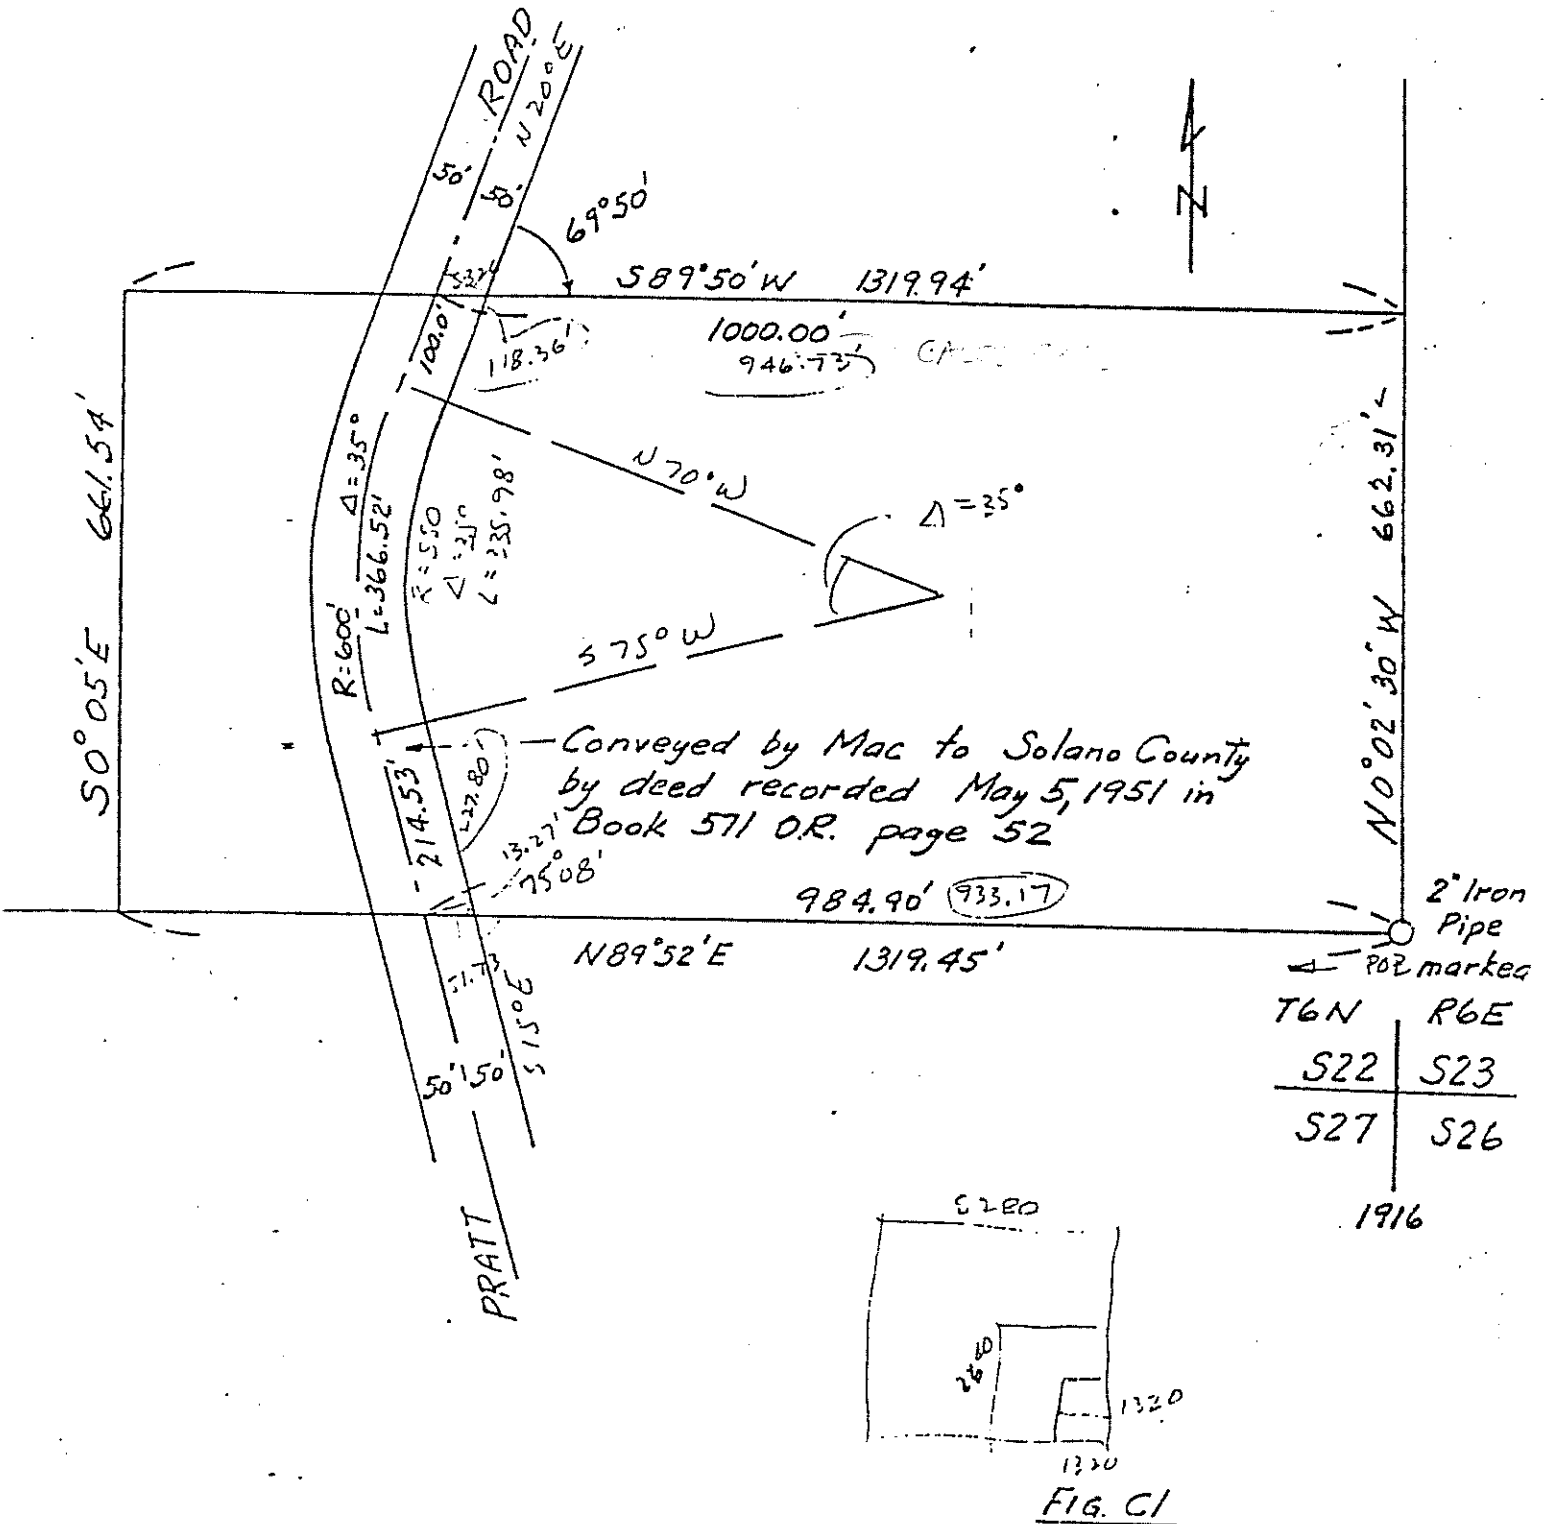 ROAD
N 20° E
50'
50'
69°50'
S89°50'W 1319.94'
1000.00'
946.73'
118.36'
100.0'
N
661.54'
S0°05'E
Δ=35°
R=600'
L=366.52'
R=550
L=335.98'
N 70° W
Δ=35°
S 75° W
662.31'
N0°02'30"W
Conveyed by Mac to Solano County
by deed recorded May 5, 1951 in
Book 571 O.R. page 52
214.53'
13.27'
75°08'
984.90' 933.17
N89°52'E 1319.45'
51.73
S 15° E
50' 50'
PRATT
2" Iron
Pipe
POB marked
T6N R6E
S22 S23
S27 S26
1916
5280
1320
1320
FIG. C1